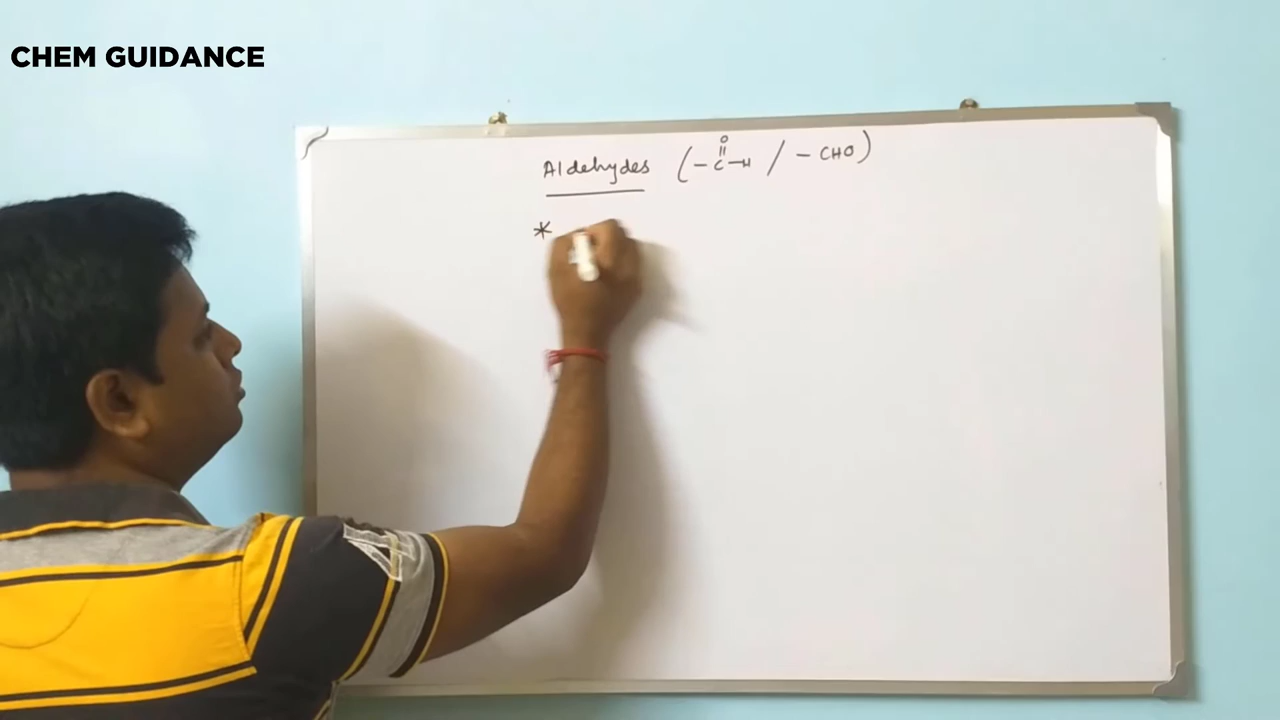 CHEM GUIDANCE
Aldehydes (-C-H / - CHO)
O
||
*